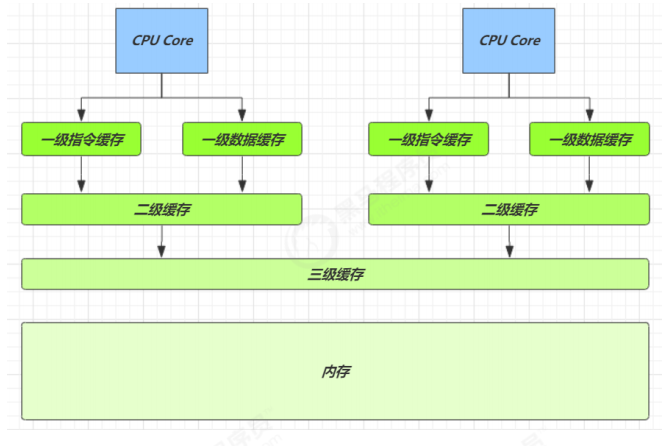 CPU Core CPU Core
一级指令缓存 一级数据缓存 一级指令缓存 一级数据缓存
二级缓存 二级缓存
三级缓存
内存